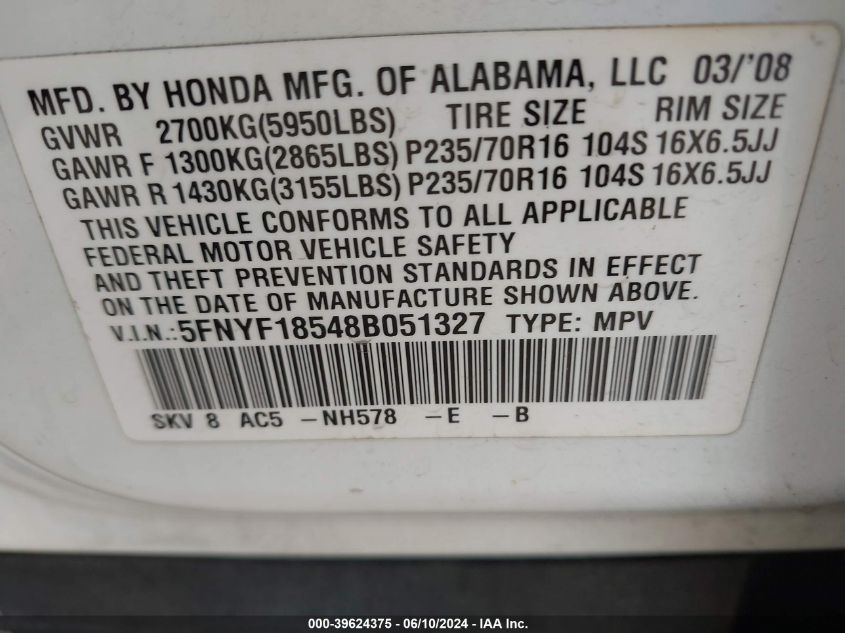 MFD. BY HONDA MFG. OF ALABAMA, LLC 03/'08
GVWR 2700KG(5950LBS) TIRE SIZE RIM SIZE
GAWR F 1300KG(2865LBS) P235/70R16 104S 16X6.5JJ
GAWR R 1430KG(3155LBS) P235/70R16 104S 16X6.5JJ
THIS VEHICLE CONFORMS TO ALL APPLICABLE
FEDERAL MOTOR VEHICLE SAFETY
AND THEFT PREVENTION STANDARDS IN EFFECT
ON THE DATE OF MANUFACTURE SHOWN ABOVE.
V.I.N.:5FNYF18548B051327 TYPE: MPV
SKV 8 AC5 -NH578 -E -B
000-39624375 - 06/10/2024 - IAA Inc.